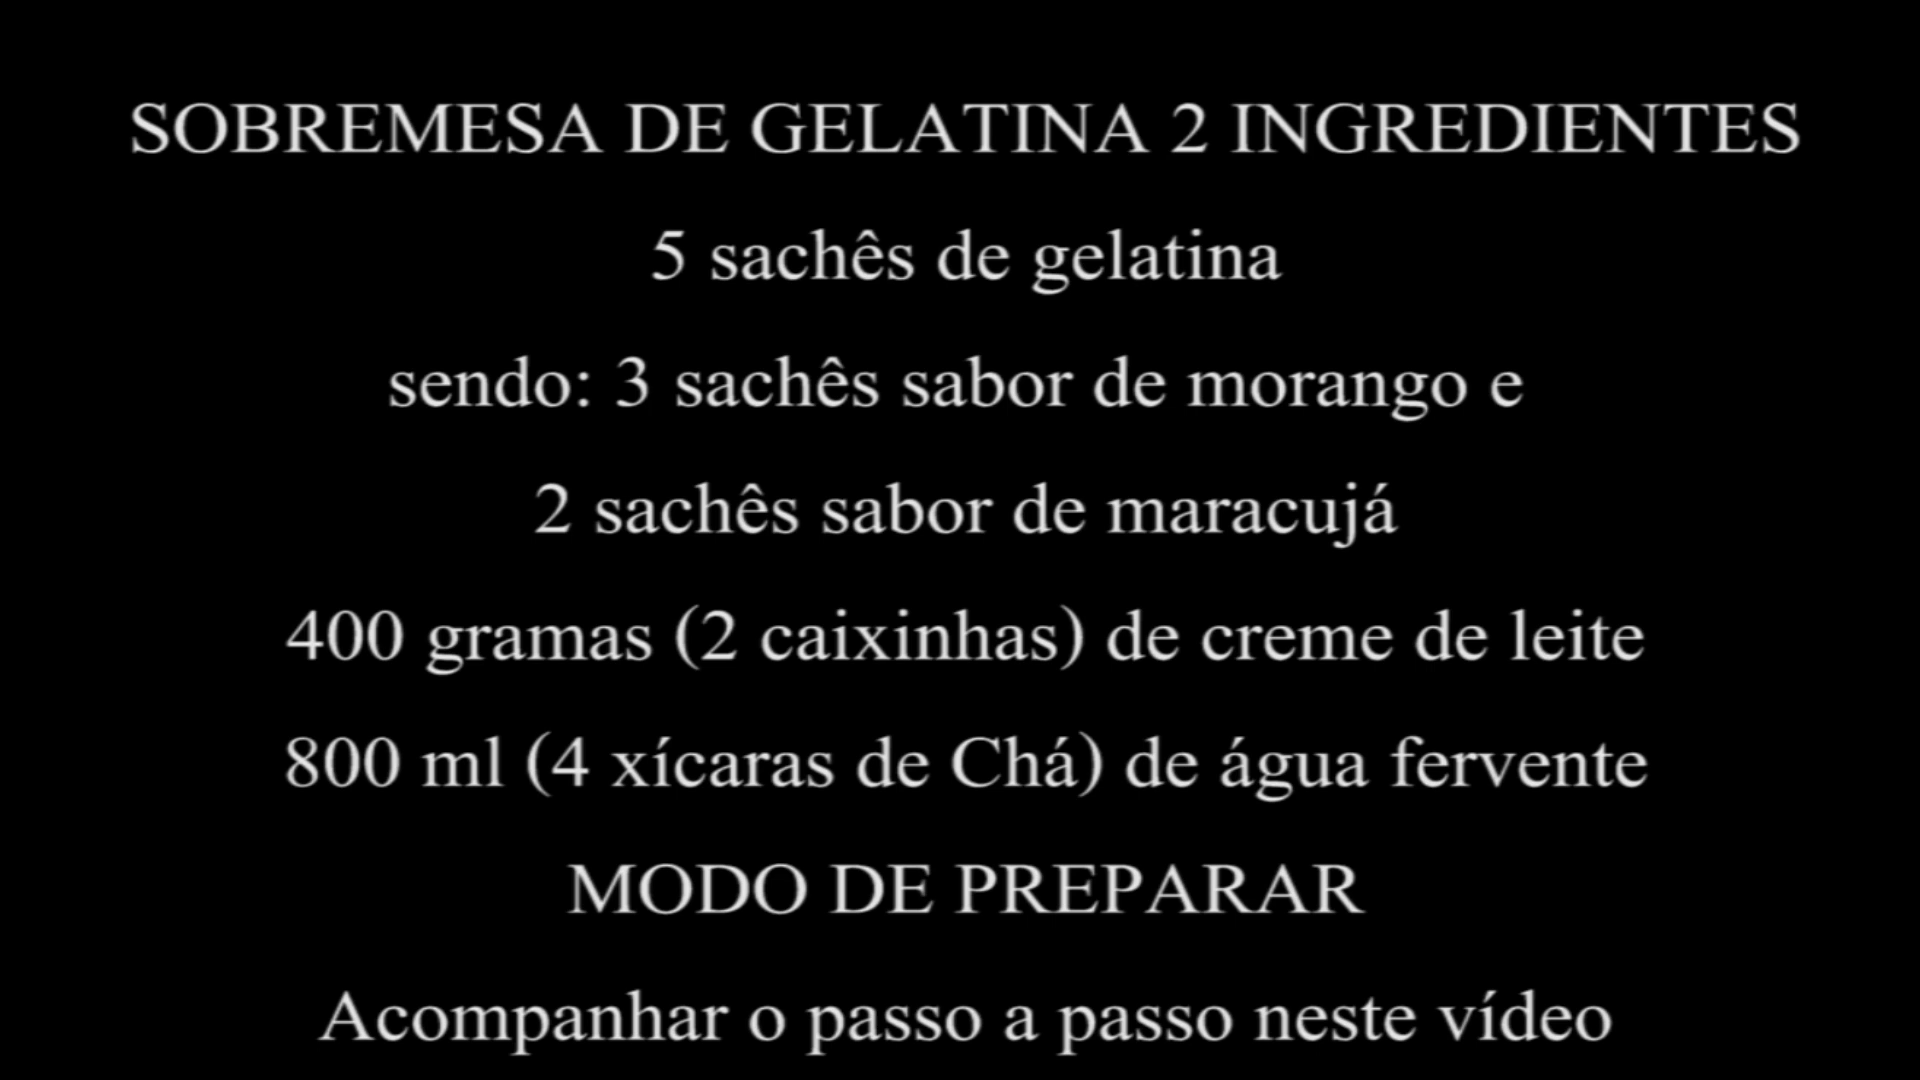 SOBREMESA DE GELATINA 2 INGREDIENTES
5 sachês de gelatina
sendo: 3 sachês sabor de morango e
2 sachês sabor de maracujá
400 gramas (2 caixinhas) de creme de leite
800 ml (4 xícaras de Chá) de água fervente
MODO DE PREPARAR
Acompanhar o passo a passo neste vídeo